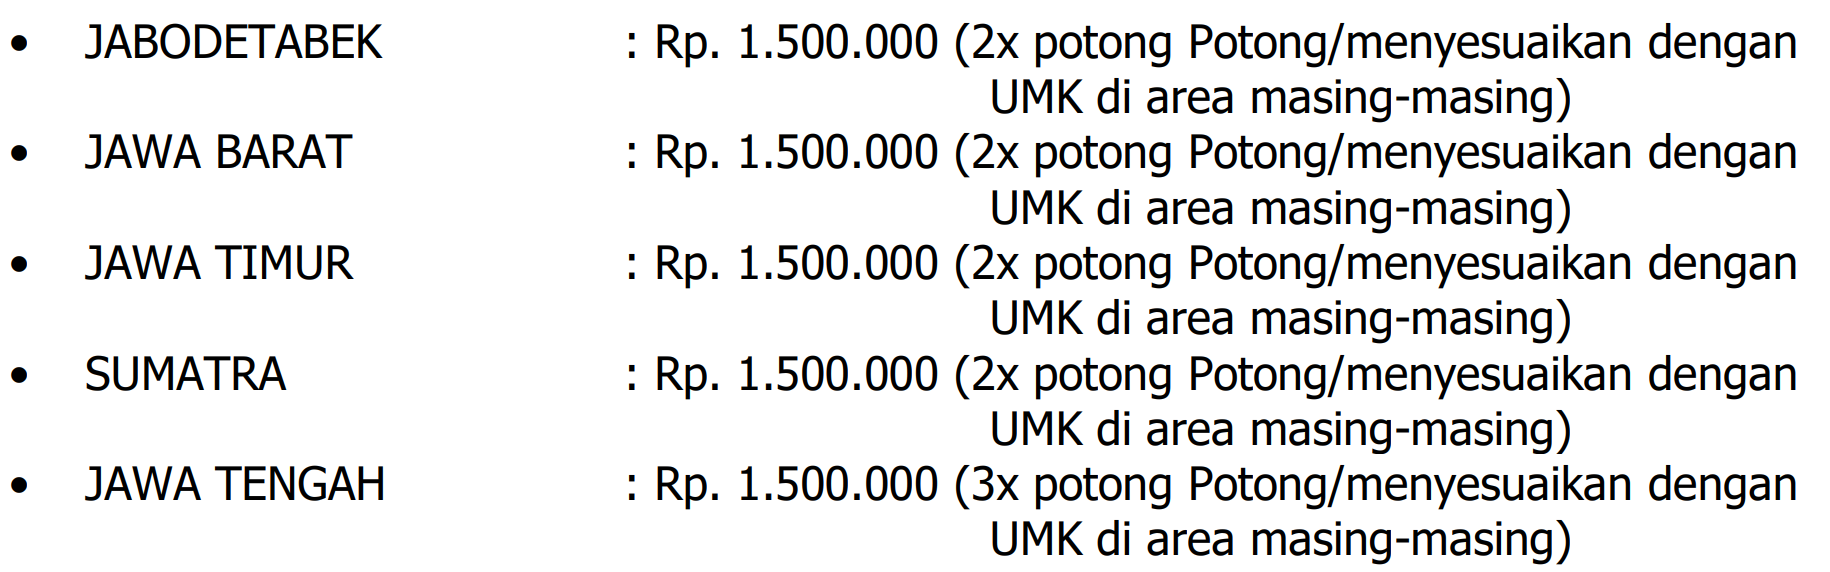 • JABODETABEK : Rp. 1.500.000 (2x potong Potong/menyesuaikan dengan
UMK di area masing-masing)
• JAWA BARAT : Rp. 1.500.000 (2x potong Potong/menyesuaikan dengan
UMK di area masing-masing)
• JAWA TIMUR : Rp. 1.500.000 (2x potong Potong/menyesuaikan dengan
UMK di area masing-masing)
• SUMATRA : Rp. 1.500.000 (2x potong Potong/menyesuaikan dengan
UMK di area masing-masing)
• JAWA TENGAH : Rp. 1.500.000 (3x potong Potong/menyesuaikan dengan
UMK di area masing-masing)